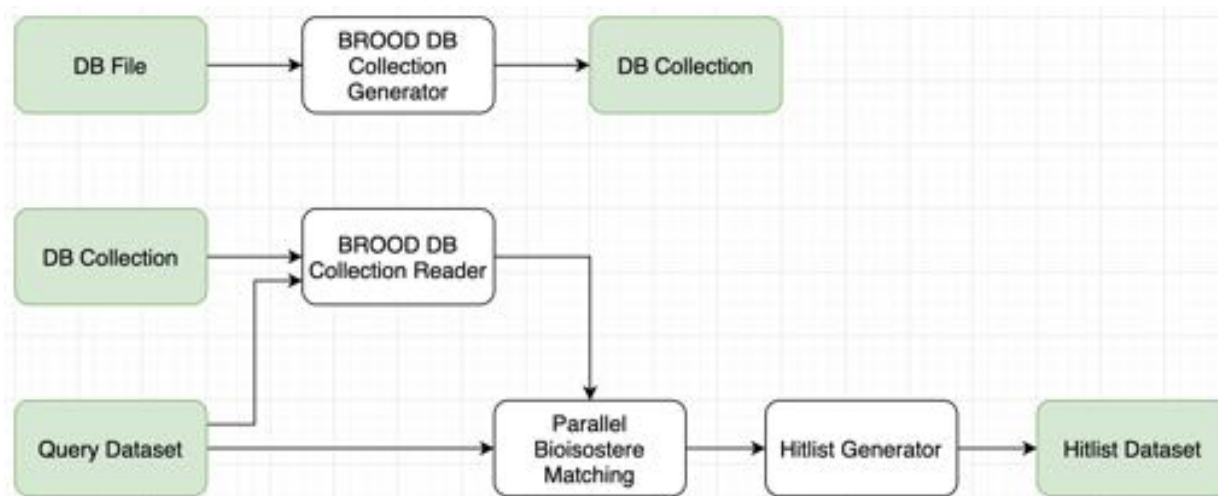 DB File
BROOD DB
Collection
Generator
DB Collection
DB Collection
BROOD DB
Collection Reader
Query Dataset
Parallel
Bioisostere
Matching
Hitlist Generator
Hitlist Dataset